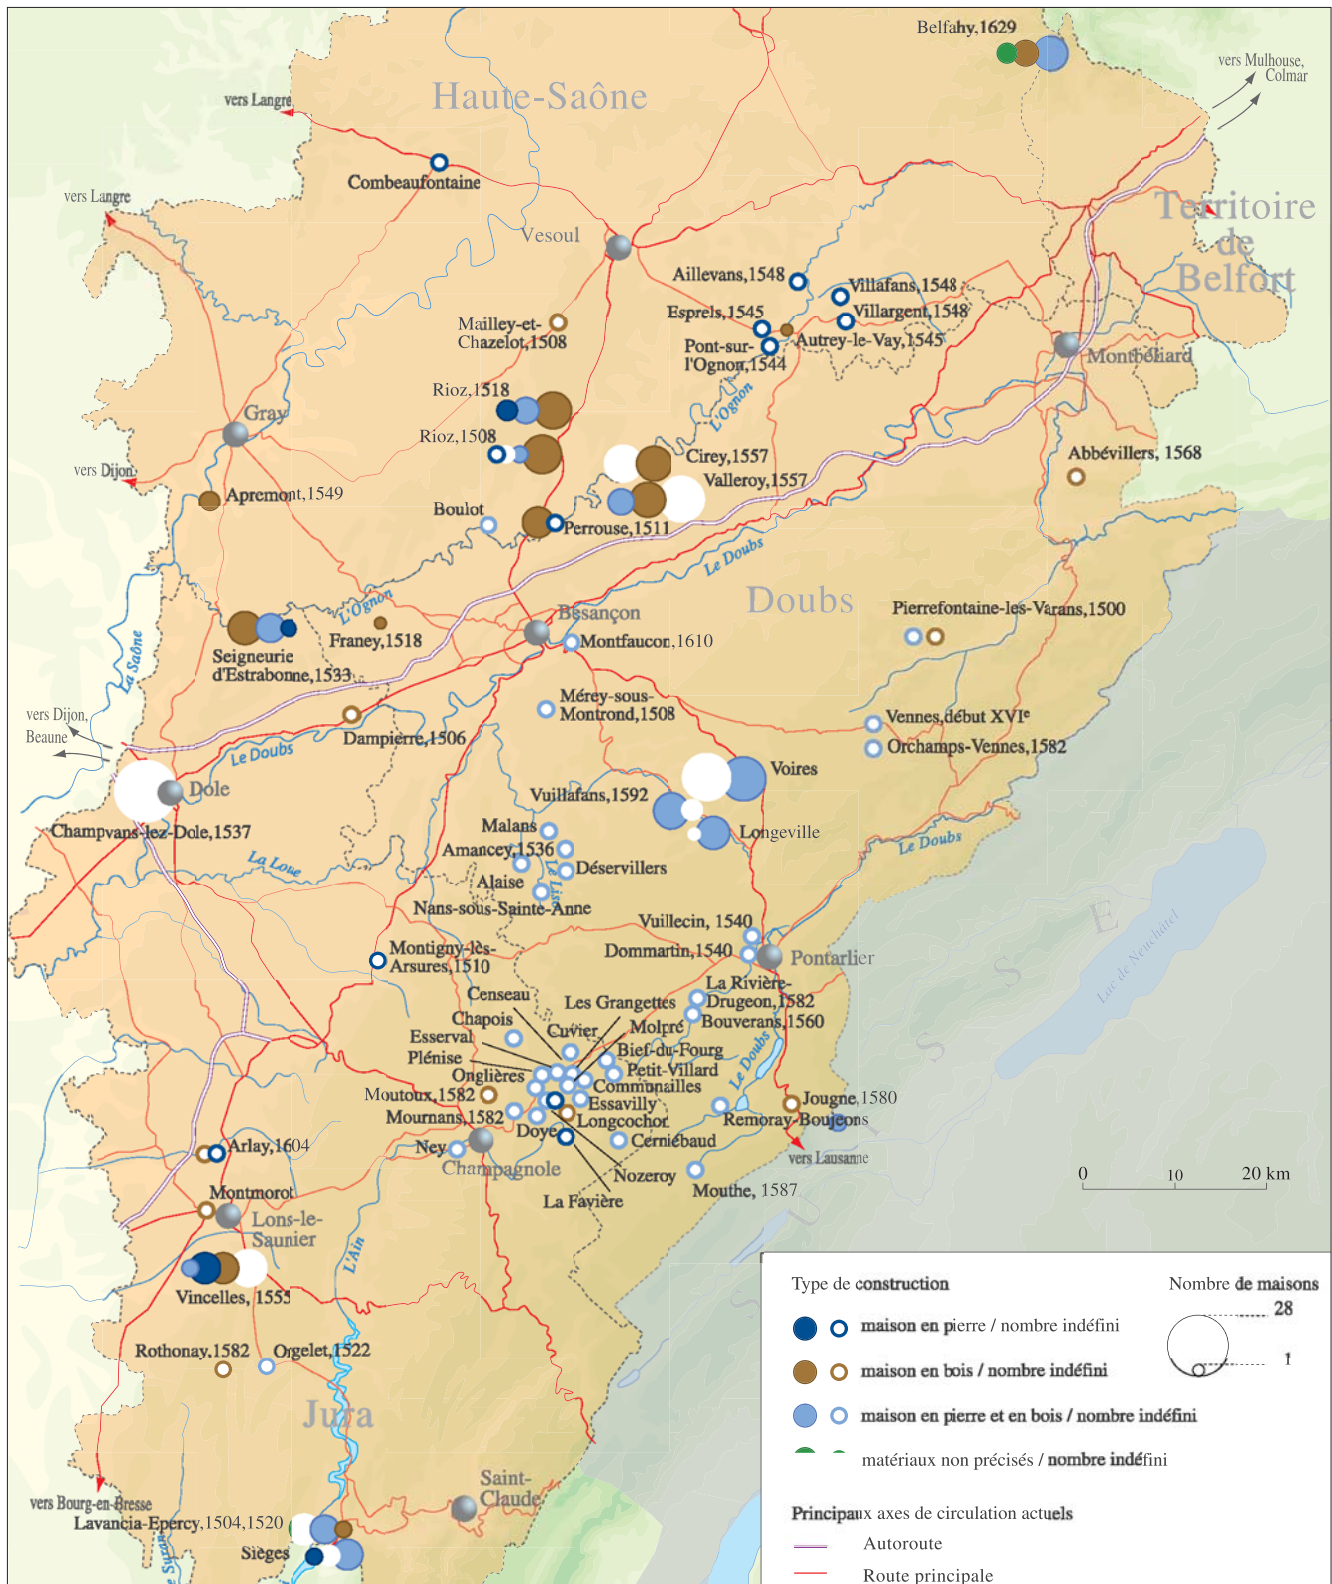 Belfahy,1629
vers Mulhouse,
Colmar
Haute-Saône
vers Langre
Combeaufontaine
vers Langre
Territoire
de
Belfort
Vesoul
Aillevans,1548
Villafans,1548
Mailley-et-
Chazelot,1508
Esprels,1545
Villargent,1548
Autrey-le-Vay,1545
Pont-sur-
l'Ognon,1544
Montbéliard
Rioz,1518
L'Ognon
Gray
Rioz,1508
Cirey,1557
Abbévillers, 1568
vers Dijon
Valleroy,1557
Apremont,1549
Boulot
Perrouse,1511
Le Doubs
Doubs
L'Ognon
Besançon
Pierrefontaine-les-Varans,1500
Franey,1518
Montfaucon,1610
La Saône
Seigneurie
d'Estrabonne,1533
Mérey-sous-
Montrond,1508
vers Dijon,
Beaune
Vennes,début XVIe
Dampierre,1506
Orchamps-Vennes,1582
Le Doubs
Voires
Dole
Vuillafans,1592
Champvans-lez-Dole,1537
Malans
Longeville
Le Doubs
Amancey,1536
La Loue
Déservillers
Alaise
Le Liso
Nans-sous-Sainte-Anne
Vuillecin, 1540
S U I S S E
Lac de Neuchâtel
Montigny-lès-
Arsures,1510
Dommartin,1540
Pontarlier
La Rivière-
Drugeon,1582
Censeau
Les Grangettes
Chapois
Bouverans,1560
Cuvier
Molpré
Esserval
Bief-du-Fourg
Plénise
Le Doubs
Petit-Villard
Onglières
Communailles
Moutoux,1582
Essavilly
Jougne,1580
Mournans,1582
Longcochon
Remoray-Boujeons
Doye
Cerniébaud
Arlay,1604
Ney
vers Lausanne
Champagnole
Nozeroy
Mouthe, 1587
0 10 20 km
La Favière
Montmorot
Lons-le-
Saunier
L'Ain
Vincelles, 1555
Rothonay,1582
Orgelet,1522
Jura
Saint-
Claude
vers Bourg-en-Bresse
Lavancia-Epercy,1504,1520
Sièges
e Suran
Type de construction
Nombre de maisons
28
1
maison en pierre / nombre indéfini
maison en bois / nombre indéfini
maison en pierre et en bois / nombre indéfini
matériaux non précisés / nombre indéfini
Principaux axes de circulation actuels
Autoroute
Route principale